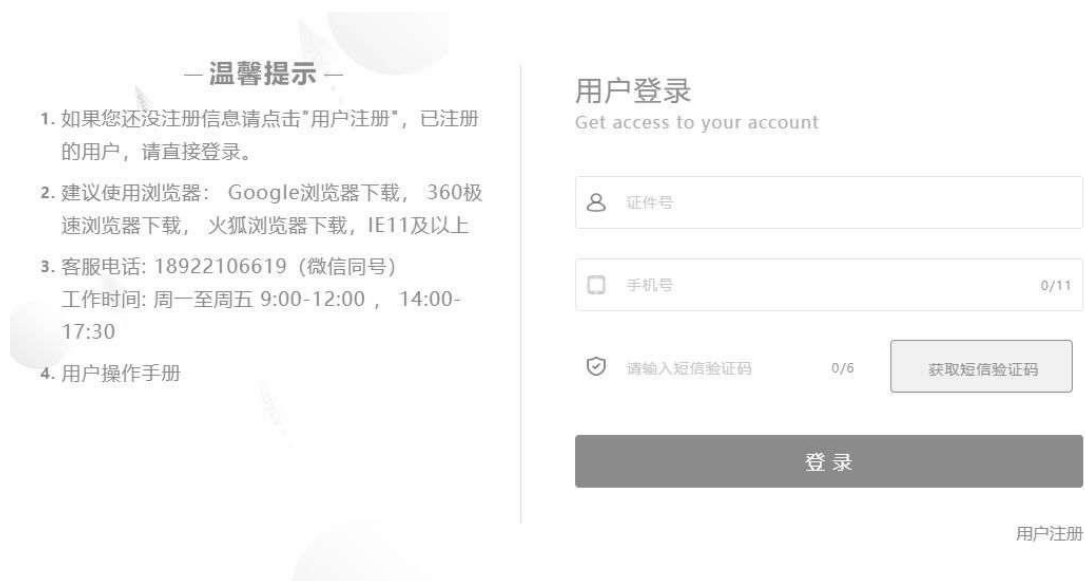 — 温馨提示 —
1. 如果您还没注册信息请点击"用户注册"，已注册
的用户，请直接登录。
2. 建议使用浏览器： Google浏览器下载， 360极
速浏览器下载， 火狐浏览器下载，IE11及以上
3. 客服电话: 18922106619（微信同号）
工作时间: 周一至周五 9:00-12:00 ， 14:00-
17:30
4. 用户操作手册
用户登录
Get access to your account
证件号
手机号 0/11
请输入短信验证码 0/6 获取短信验证码
登 录
用户注册